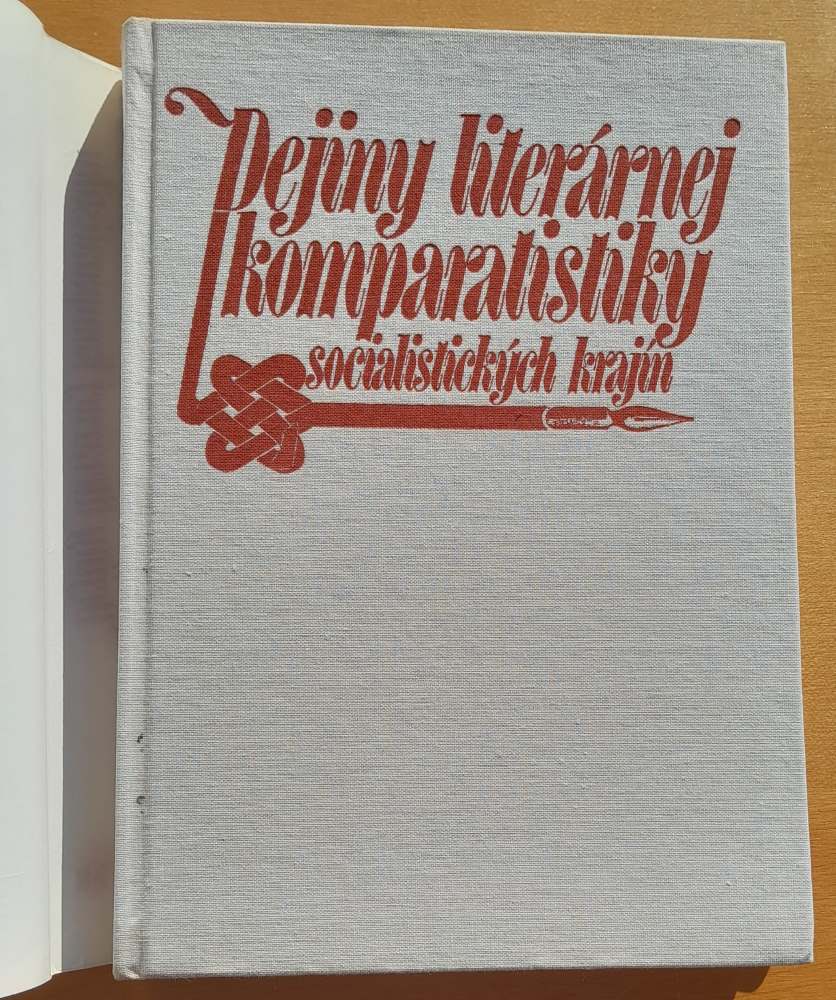 Dejiny literárnej
komparatistiky
socialistických krajín